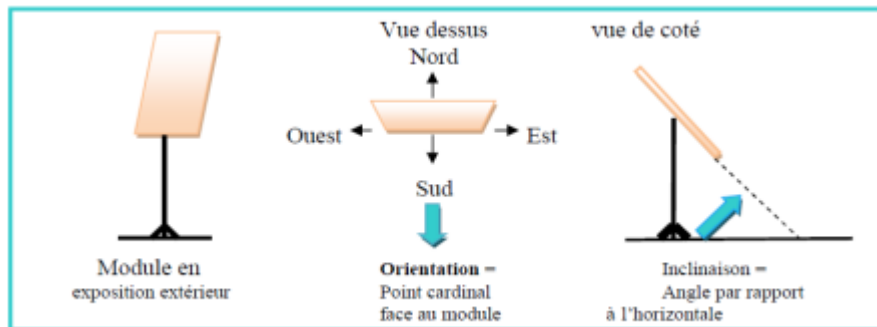 Vue dessus
Nord
Ouest
Est
Sud
vue de coté
Module en
exposition extérieur
Orientation =
Point cardinal
face au module
Inclinaison =
Angle par rapport
à l'horizontale